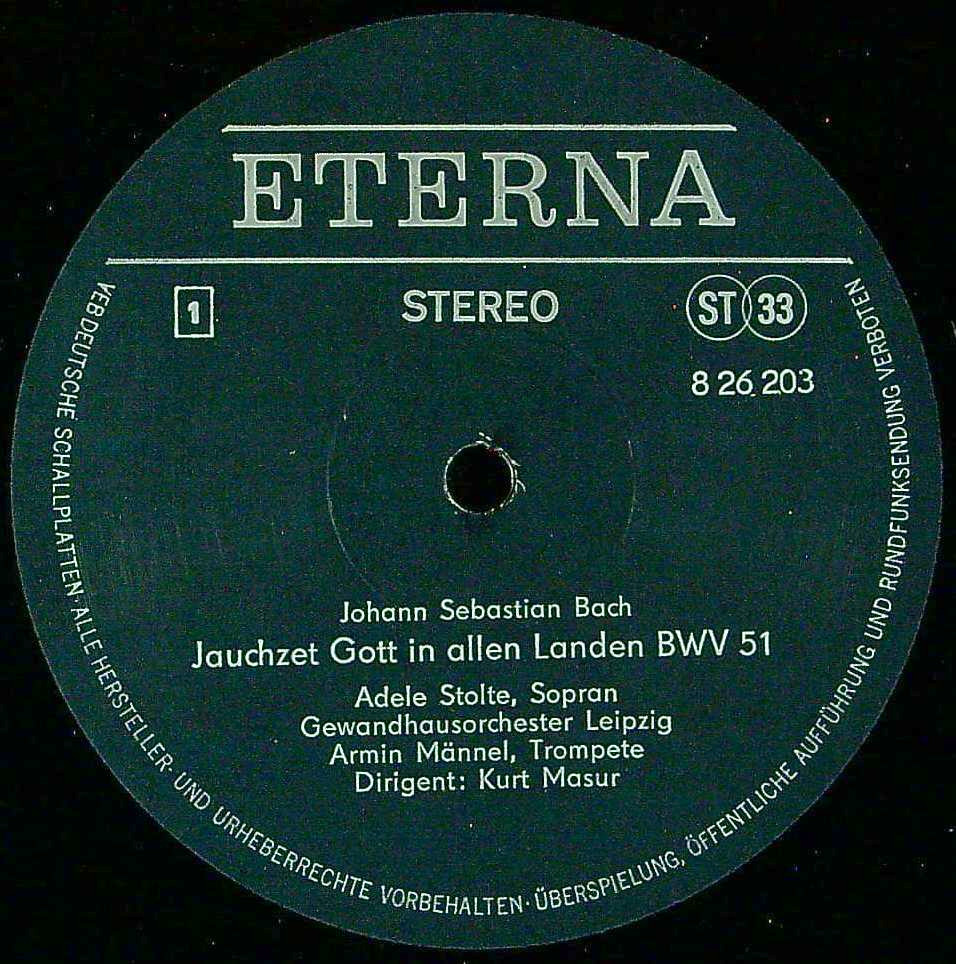 ETERNA
1
STEREO
ST 33
8 26 203
Johann Sebastian Bach
Jauchzet Gott in allen Landen BWV 51
Adele Stolte, Sopran
Gewandhausorchester Leipzig
Armin Männel, Trompete
Dirigent: Kurt Masur
VEB DEUTSCHE SCHALLPLATTEN · ALLE HERSTELLER- UND URHEBERRECHTE VORBEHALTEN · ÜBERSPIELUNG, ÖFFENTLICHE AUFFÜHRUNG UND RUNDFUNKSENDUNG VERBOTEN